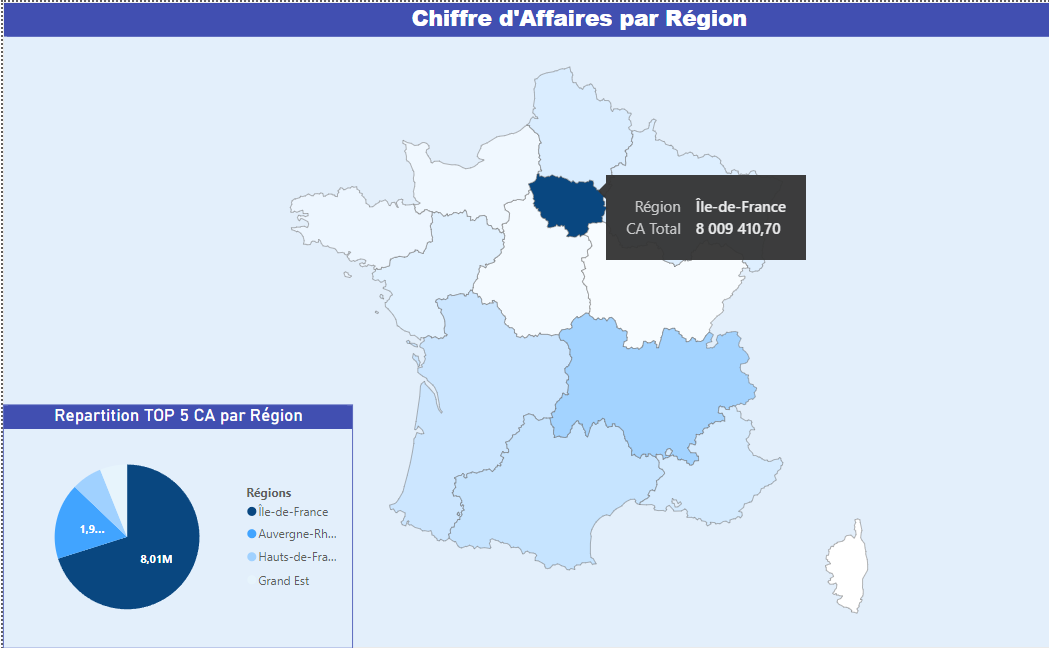 Chiffre d'Affaires par Région
Région Île-de-France
CA Total 8 009 410,70
Repartition TOP 5 CA par Région
Régions
Île-de-France
Auvergne-Rh...
Hauts-de-Fra...
Grand Est
1,9...
8,01M